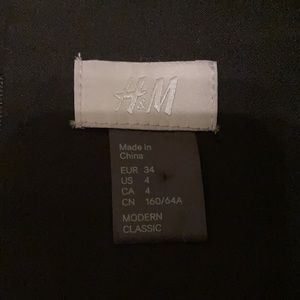 H&M
Made in
China
EUR 34
US 4
CA 4
CN 160/64A
MODERN
CLASSIC